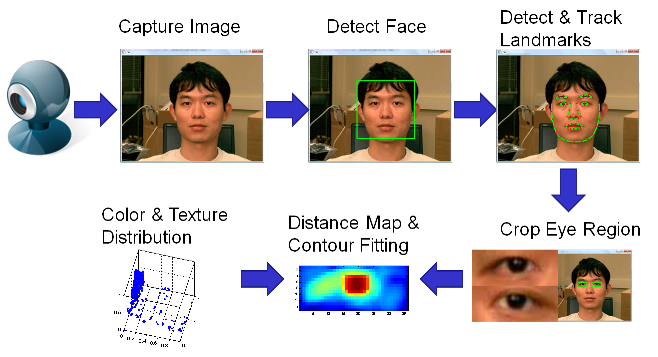 Capture Image
Detect Face
Detect & Track
Landmarks
Color & Texture
Distribution
Distance Map &
Contour Fitting
Crop Eye Region